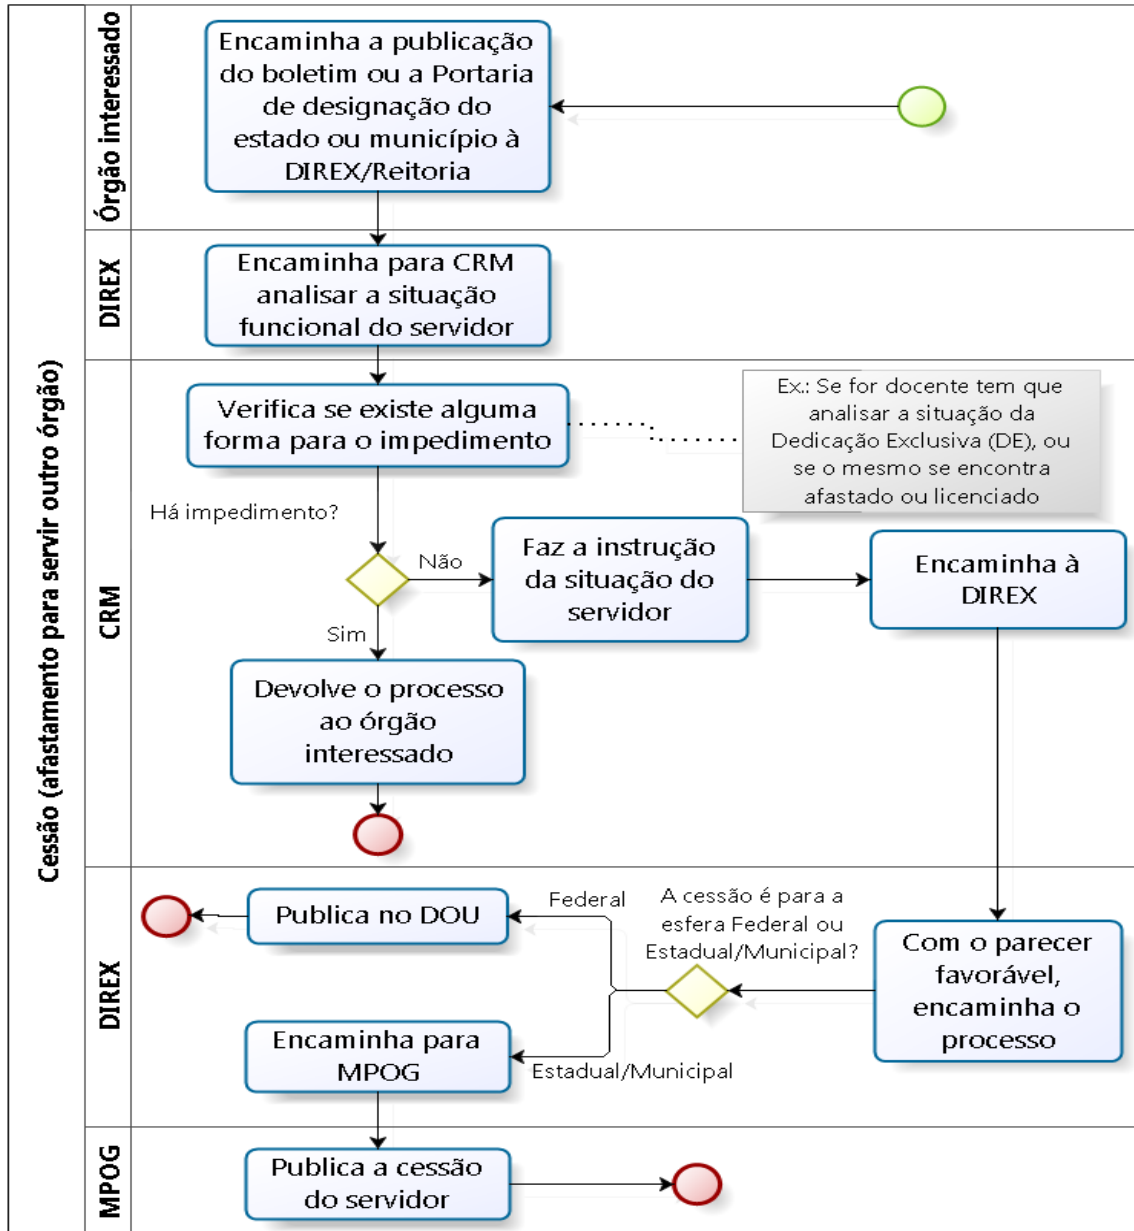 Cessão (afastamento para servir outro órgão)
Órgão interessado
Encaminha a publicação
do boletim ou a Portaria
de designação do
estado ou município à
DIREX/Reitoria
DIREX
Encaminha para CRM
analisar a situação
funcional do servidor
CRM
Verifica se existe alguma
forma para o impedimento
Ex.: Se for docente tem que
analisar a situação da
Dedicação Exclusiva (DE), ou
se o mesmo se encontra
afastado ou licenciado
Há impedimento?
Não
Faz a instrução
da situação do
servidor
Encaminha à
DIREX
Sim
Devolve o processo
ao órgão
interessado
DIREX
Publica no DOU
Federal
A cessão é para a
esfera Federal ou
Estadual/Municipal?
Com o parecer
favorável,
encaminha o
processo
Encaminha para
MPOG
Estadual/Municipal
MPOG
Publica a cessão
do servidor